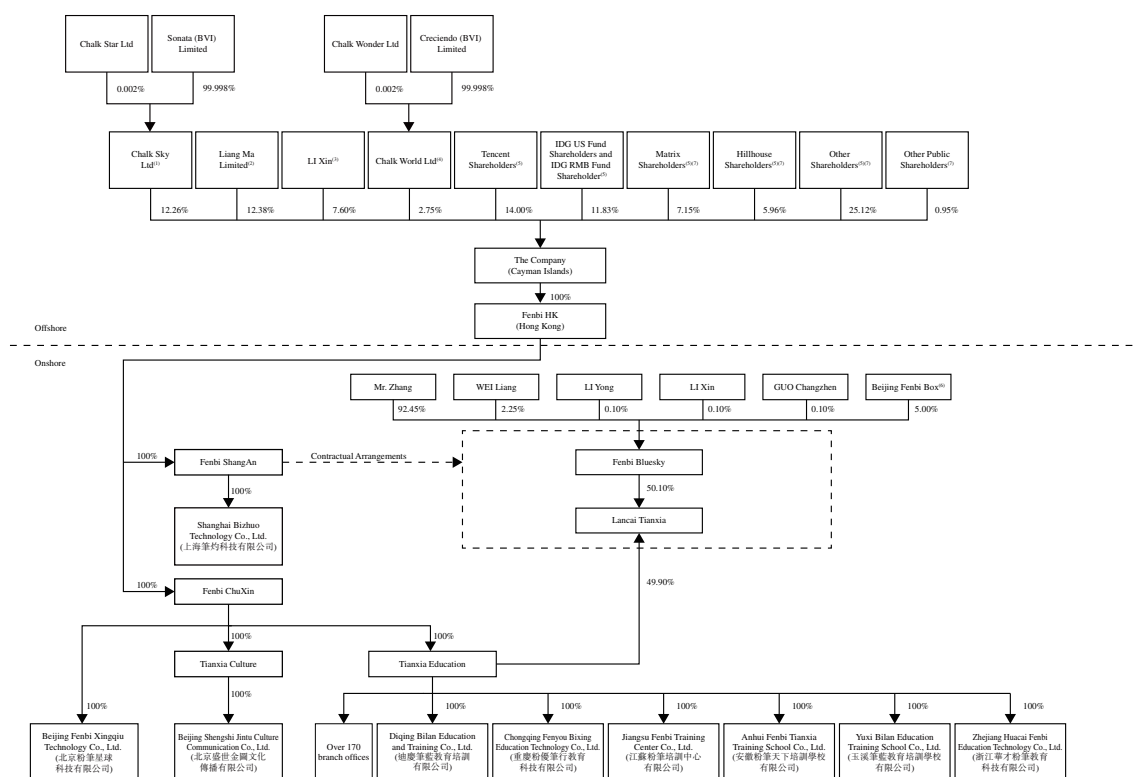 Chalk Star Ltd
Sonata (BVI)
Limited
Chalk Wonder Ltd
Creciendo (BVI)
Limited
0.002%
99.998%
0.002%
99.998%
Chalk Sky
Ltd(1)
Liang Ma
Limited(2)
LI Xin(3)
Chalk World Ltd(4)
Tencent
Shareholders(5)
IDG US Fund
Shareholders and
IDG RMB Fund
Shareholder(5)
Matrix
Shareholders(5)(7)
Hillhouse
Shareholders(5)(7)
Other
Shareholders(5)(7)
Other Public
Shareholders(7)
12.26%
12.38%
7.60%
2.75%
14.00%
11.83%
7.15%
5.96%
25.12%
0.95%
The Company
(Cayman Islands)
100%
Fenbi HK
(Hong Kong)
Offshore
Onshore
Mr. Zhang
WEI Liang
LI Yong
LI Xin
GUO Changzhen
Beijing Fenbi Box(6)
92.45%
2.25%
0.10%
0.10%
0.10%
5.00%
100%
Fenbi ShangAn
Contractual Arrangements
Fenbi Bluesky
100%
50.10%
Shanghai Bizhuo
Technology Co., Ltd.
(上海筆灼科技有限公司)
Lancai Tianxia
100%
Fenbi ChuXin
49.90%
100%
100%
100%
Tianxia Culture
Tianxia Education
100%
100%
100%
100%
100%
100%
100%
100%
Beijing Fenbi Xingqiu
Technology Co., Ltd.
(北京粉筆星球
科技有限公司)
Beijing Shengshi Jintu Culture
Communication Co., Ltd.
(北京盛世金圖文化
傳播有限公司)
Over 170
branch offices
Diqing Bilan Education
and Training Co., Ltd.
(迪慶筆藍教育培訓
有限公司)
Chongqing Fenyou Bixing
Education Technology Co., Ltd.
(重慶粉優筆行教育
科技有限公司)
Jiangsu Fenbi Training
Center Co., Ltd.
(江蘇粉筆培訓中心
有限公司)
Anhui Fenbi Tianxia
Training School Co., Ltd.
(安徽粉筆天下培訓學校
有限公司)
Yuxi Bilan Education
Training School Co., Ltd.
(玉溪筆藍教育培訓學校
有限公司)
Zhejiang Huacai Fenbi
Education Technology Co., Ltd.
(浙江華才粉筆教育
科技有限公司)